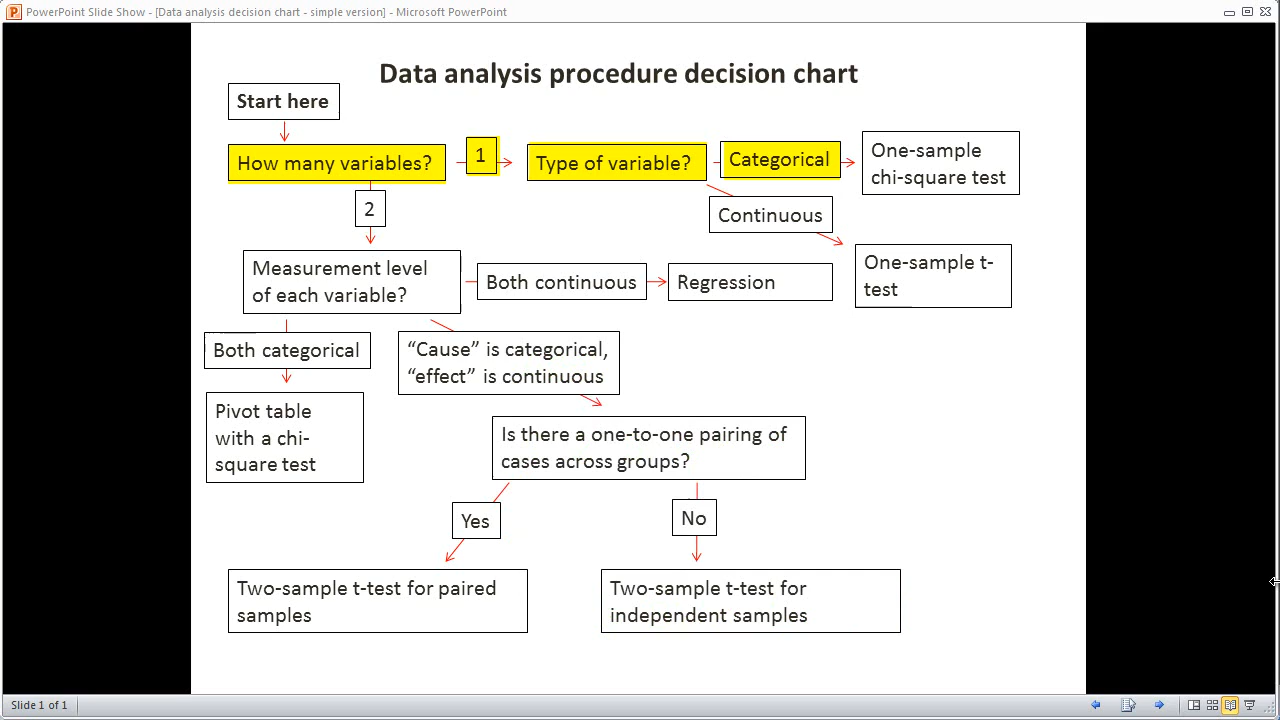 PowerPoint Slide Show - [Data analysis decision chart - simple version] - Microsoft PowerPoint
Data analysis procedure decision chart
Start here
How many variables?
1
Type of variable?
Categorical
One-sample
chi-square test
Continuous
One-sample t-
test
2
Measurement level
of each variable?
Both continuous
Regression
Both categorical
Pivot table
with a chi-
square test
“Cause” is categorical,
“effect” is continuous
Is there a one-to-one pairing of
cases across groups?
Yes
No
Two-sample t-test for paired
samples
Two-sample t-test for
independent samples
Slide 1 of 1